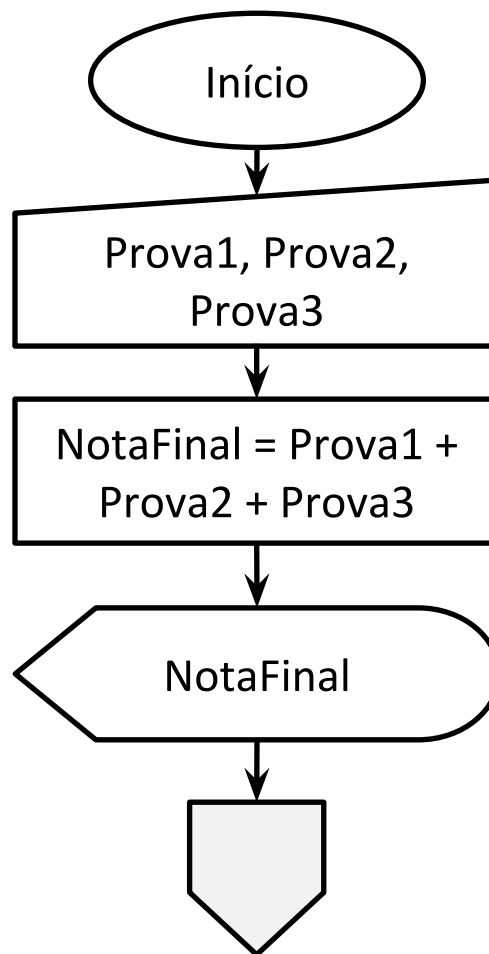 Início
Prova1, Prova2,
Prova3
NotaFinal = Prova1 +
Prova2 + Prova3
NotaFinal